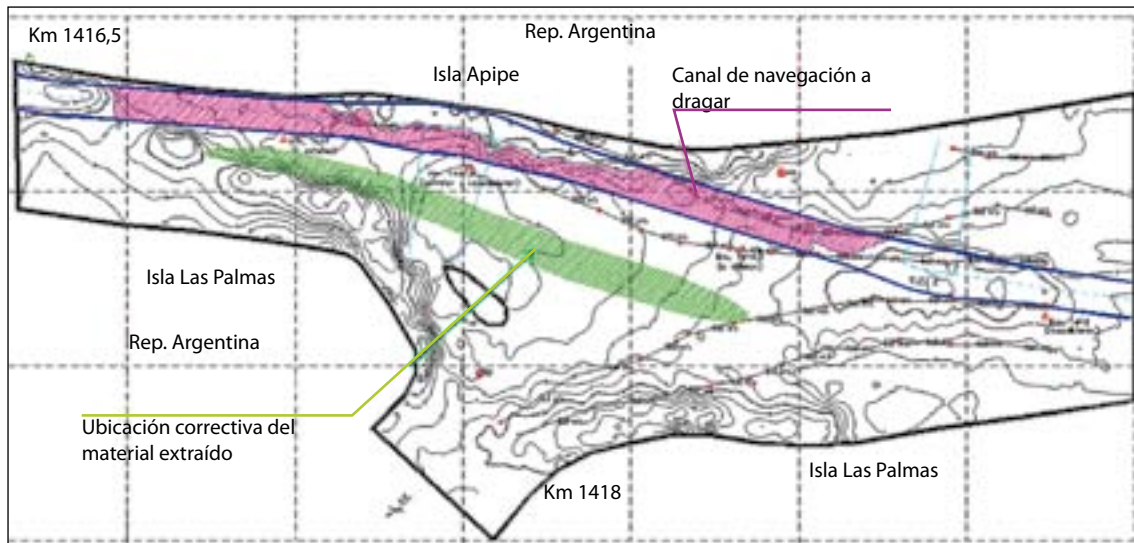 Km 1416,5
Rep. Argentina
Isla Apipe
Canal de navegación a
dragar
Isla Las Palmas
Rep. Argentina
Ubicación correctiva del
material extraído
Km 1418
Isla Las Palmas